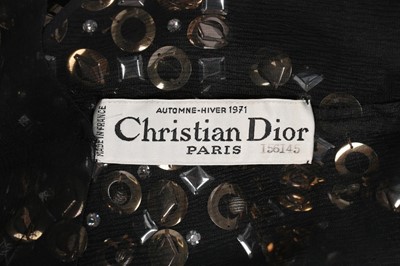 AUTOMNE-HIVER 1971
Christian Dior
PARIS
156145
MADE IN FRANCE